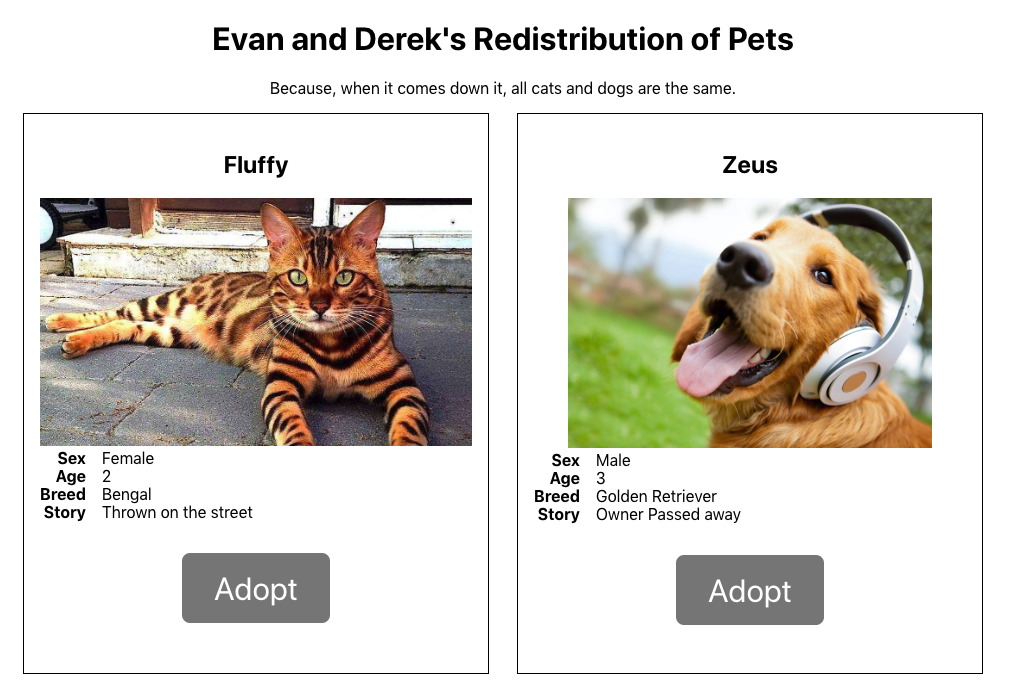 Evan and Derek's Redistribution of Pets
Because, when it comes down it, all cats and dogs are the same.
Fluffy
Sex Female
Age 2
Breed Bengal
Story Thrown on the street
Adopt
Zeus
Sex Male
Age 3
Breed Golden Retriever
Story Owner Passed away
Adopt